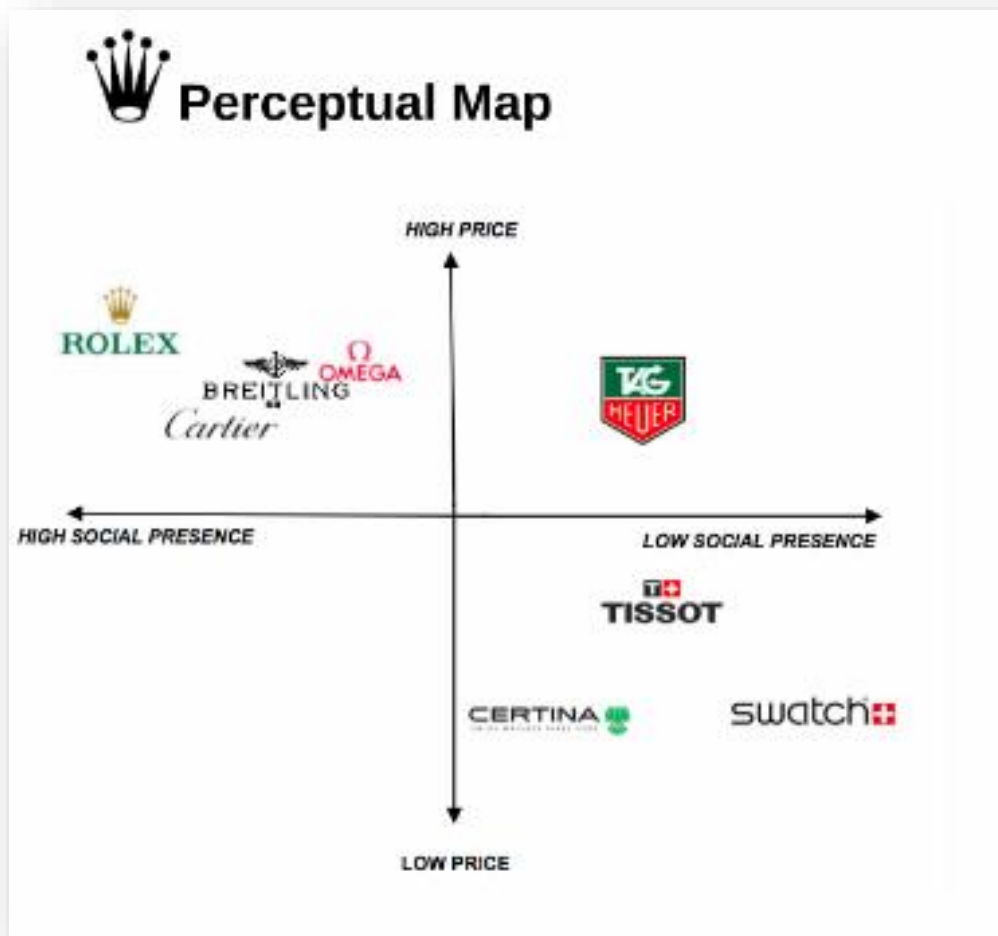 Perceptual Map
HIGH PRICE
ROLEX
Ω
OMEGA
BREITLING
Cartier
TAG
HEUER
HIGH SOCIAL PRESENCE
LOW SOCIAL PRESENCE
T+
TISSOT
CERTINA
swatch
LOW PRICE